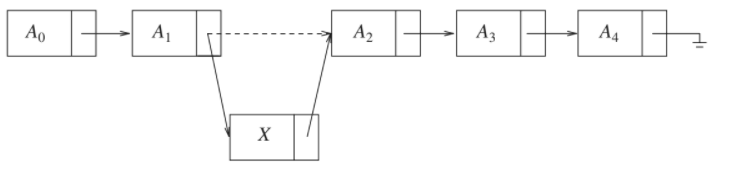 A₀ A₁ A₂ A₃ A₄
X